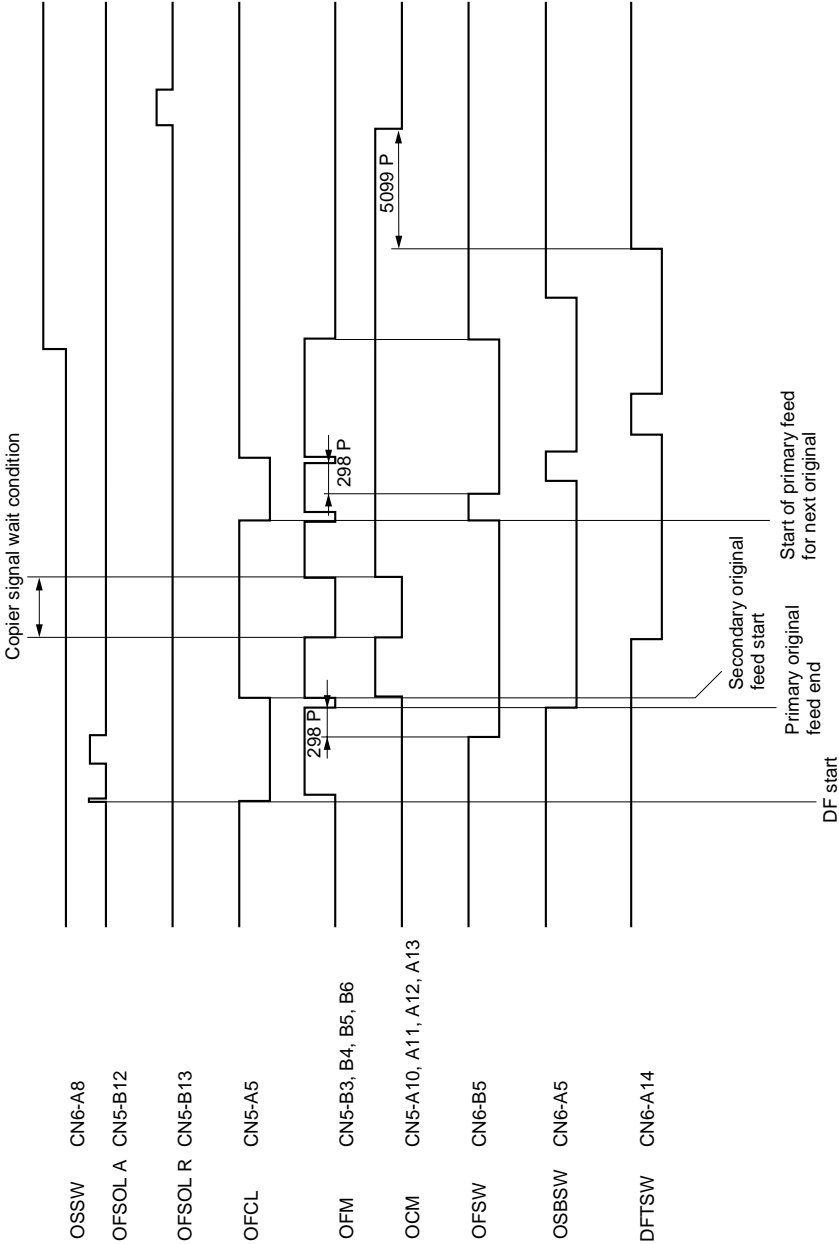 Copier signal wait condition
OSSW CN6-A8
OFSOL A CN5-B12
OFSOL R CN5-B13
OFCL CN5-A5
OFM CN5-B3, B4, B5, B6
OCM CN5-A10, A11, A12, A13
OFSW CN6-B5
OSBSW CN6-A5
DFTSW CN6-A14
298 P
298 P
5099 P
DF start
Primary original
feed end
Secondary original
feed start
Start of primary feed
for next original